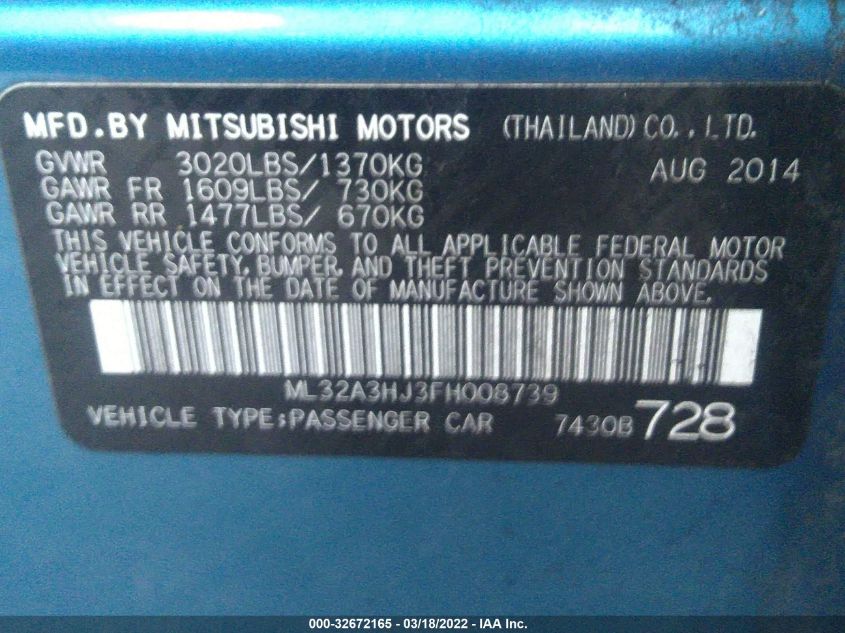 MFD.BY MITSUBISHI MOTORS (THAILAND)CO.,LTD.
GVWR 3020LBS/1370KG AUG 2014
GAWR FR 1609LBS/ 730KG
GAWR RR 1477LBS/ 670KG
THIS VEHICLE CONFORMS TO ALL APPLICABLE FEDERAL MOTOR
VEHICLE SAFETY, BUMPER, AND THEFT PREVENTION STANDARDS
IN EFFECT ON THE DATE OF MANUFACTURE SHOWN ABOVE.
ML32A3HJ3FH008739
VEHICLE TYPE:PASSENGER CAR 7430B 728
000-32672165 - 03/18/2022 - IAA Inc.